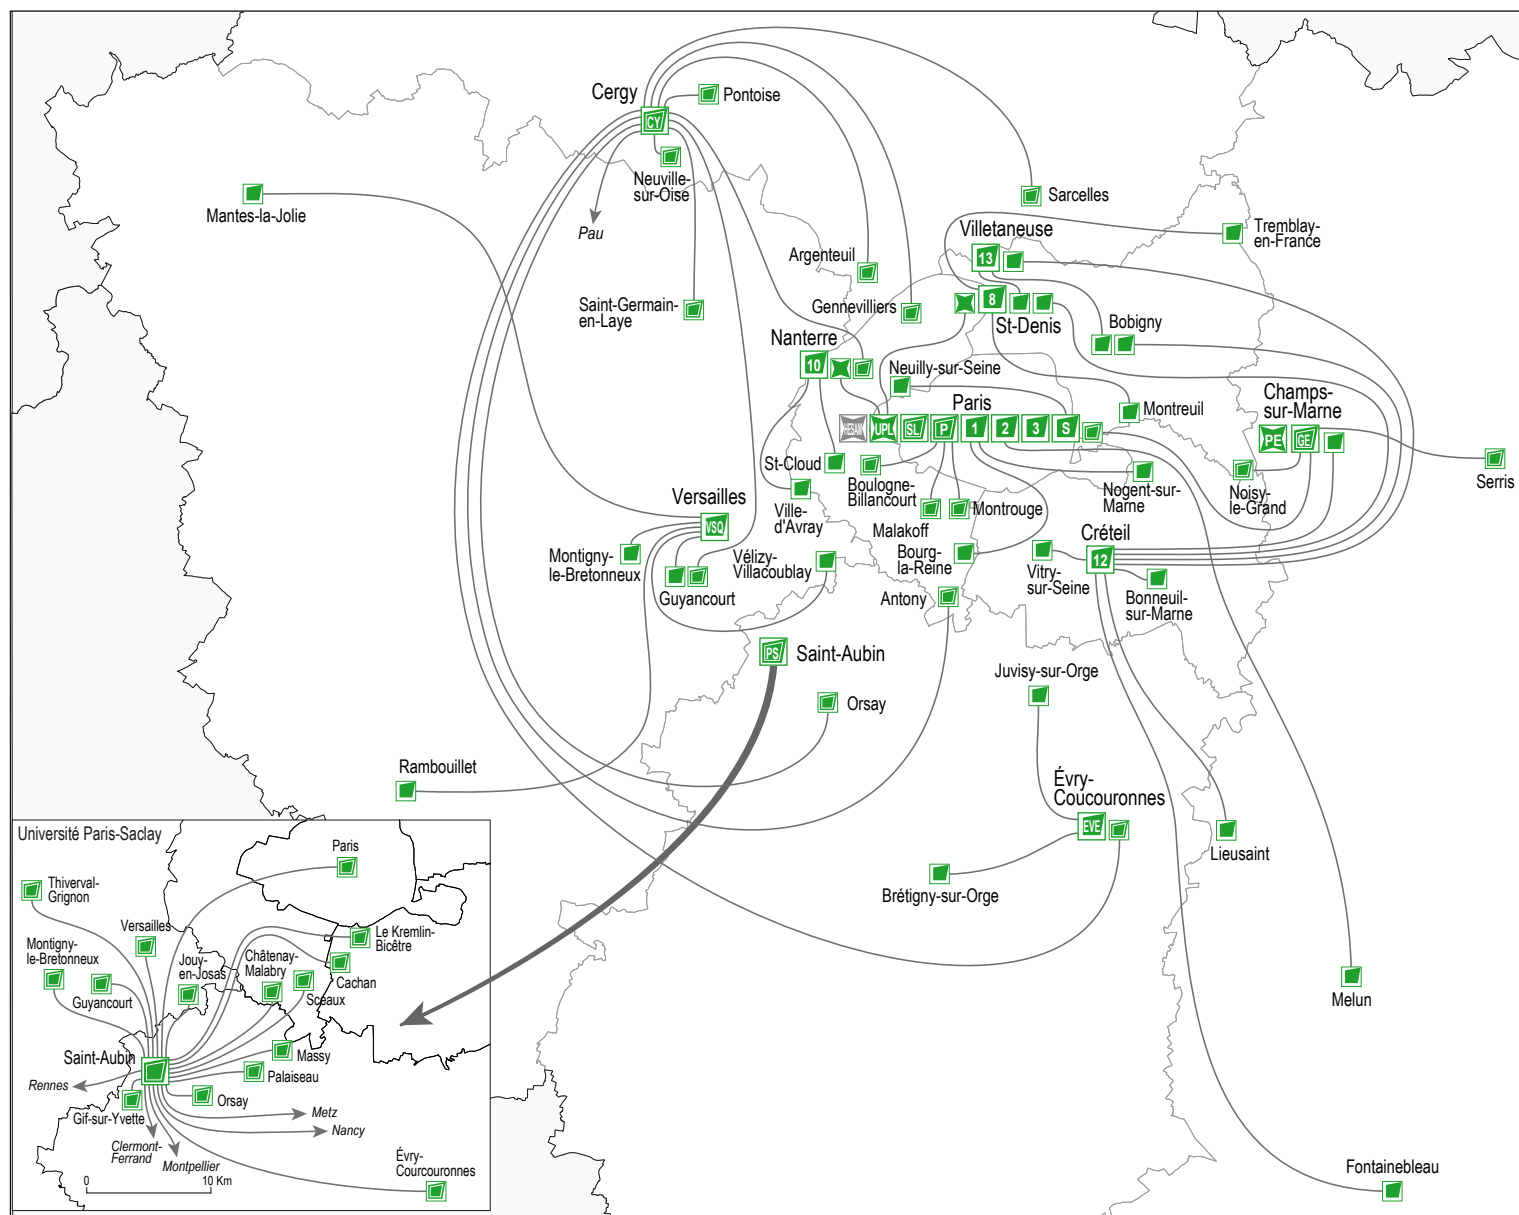 Cergy
CY
Pontoise
Neuville-
sur-Oise
Pau
Mantes-la-Jolie
Sarcelles
Tremblay-
en-France
Villetaneuse
13
Argenteuil
8
St-Denis
Gennevilliers
Saint-Germain-
en-Laye
Bobigny
Nanterre
10
Neuilly-sur-Seine
Paris
HESAM
UPL
SL
P
1
2
3
S
Montreuil
Champs-
sur-Marne
PE
GE
Serris
Noisy-
le-Grand
St-Cloud
Boulogne-
Billancourt
Nogent-sur-
Marne
Ville-
d'Avray
Malakoff
Montrouge
Versailles
VSQ
Montigny-
le-Bretonneux
Guyancourt
Vélizy-
Villacoublay
Bourg-
la-Reine
Antony
Vitry-
sur-Seine
Créteil
12
Bonneuil-
sur-Marne
PS
Saint-Aubin
Orsay
Juvisy-sur-Orge
Rambouillet
Évry-
Coucouronnes
EVE
Lieusaint
Brétigny-sur-Orge
Melun
Fontainebleau
Université Paris-Saclay
Paris
Thiverval-
Grignon
Versailles
Le Kremlin-
Bicêtre
Montigny-
le-Bretonneux
Jouy-
en-Josas
Châtenay-
Malabry
Cachan
Guyancourt
Sceaux
Saint-Aubin
Massy
Palaiseau
Rennes
Orsay
Gif-sur-Yvette
Metz
Nancy
Clermont-
Ferrand
Montpellier
Évry-
Courcouronnes
0
10 Km